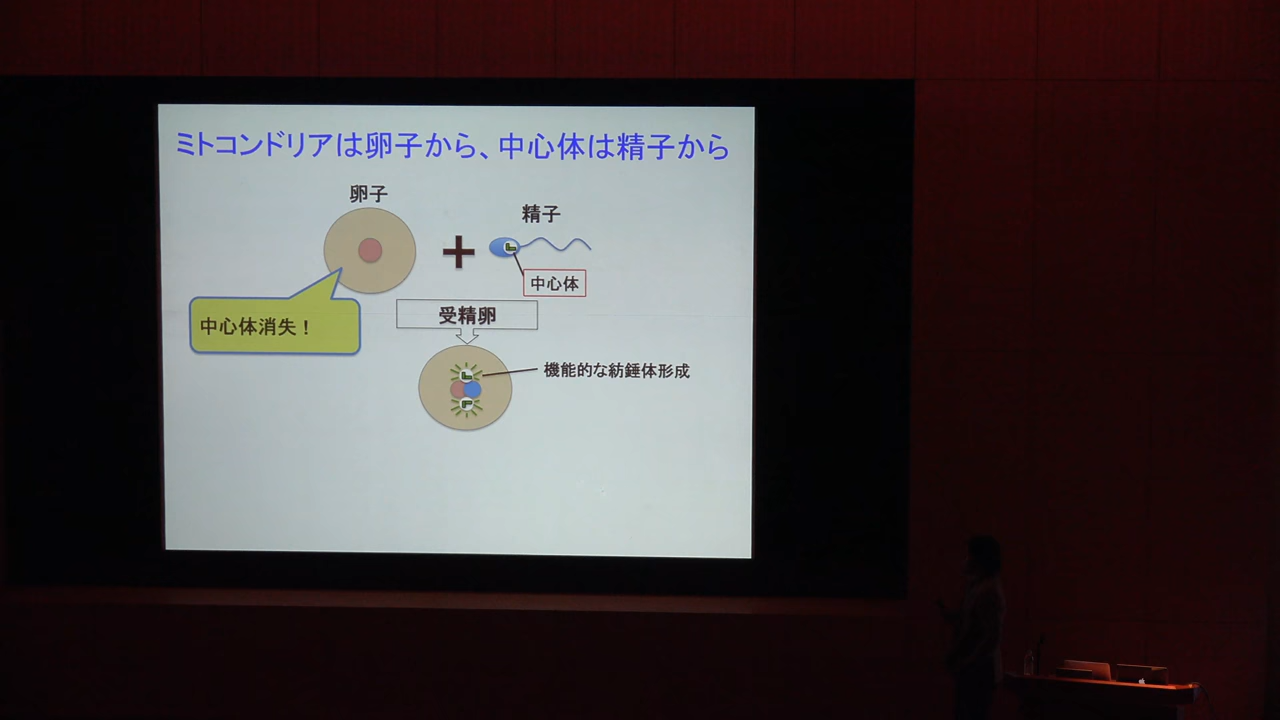 ミトコンドリアは卵子から、中心体は精子から
卵子
精子
中心体
中心体消失！
受精卵
機能的な紡錘体形成